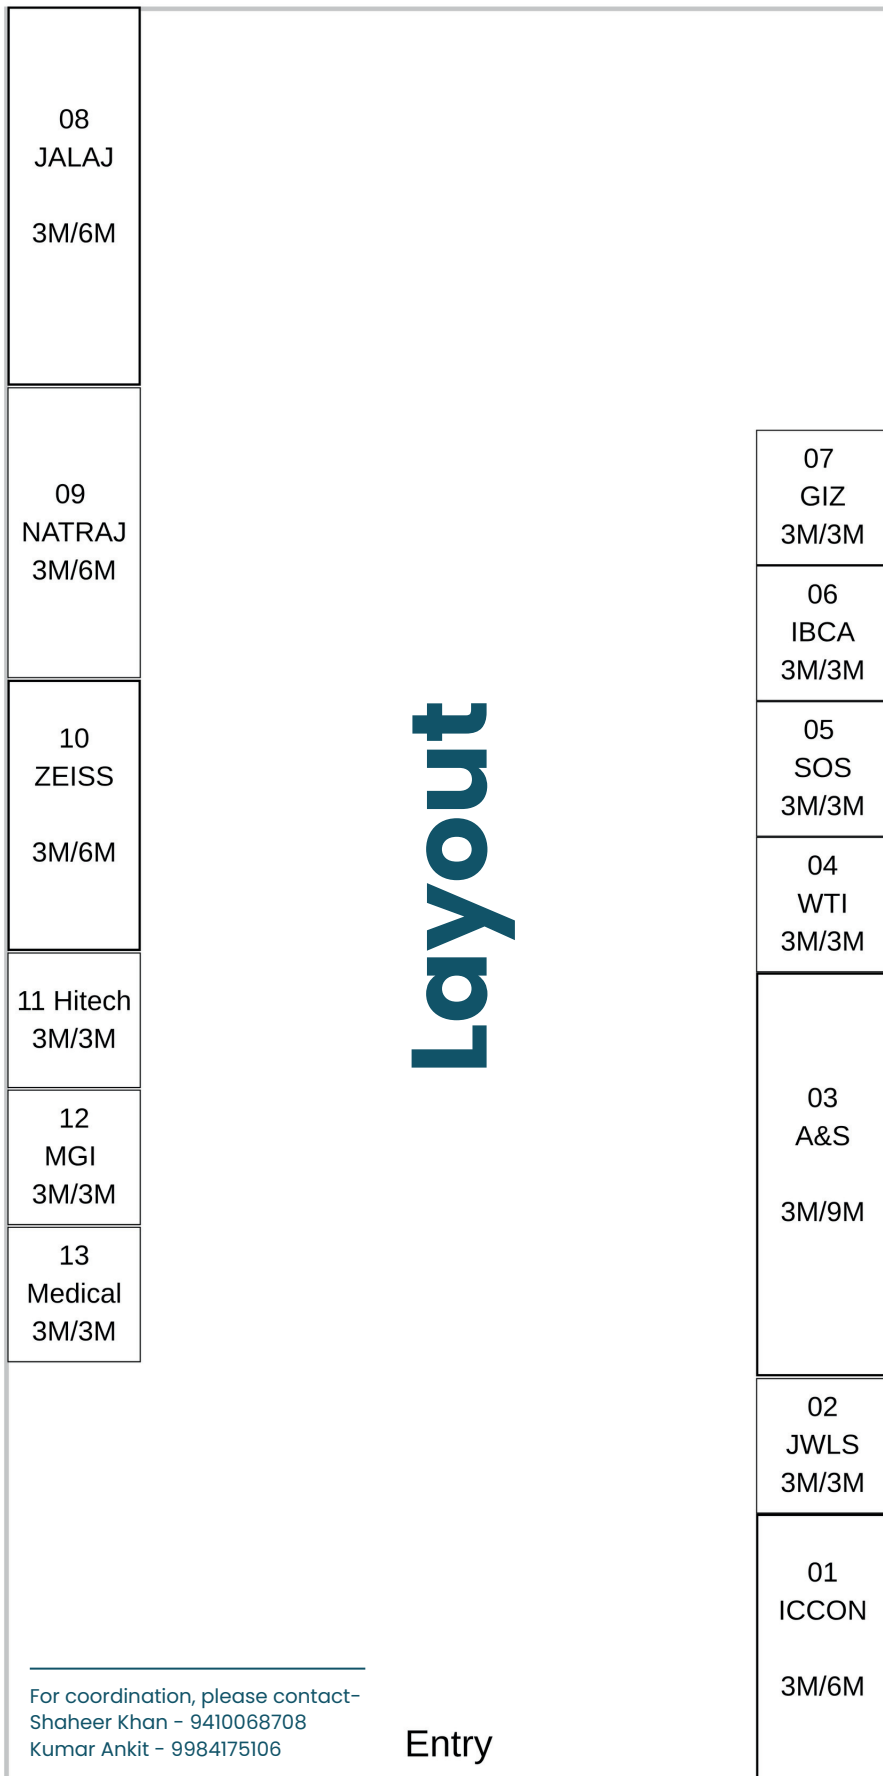 08
JALAJ
3M/6M
09
NATRAJ
3M/6M
10
ZEISS
3M/6M
11 Hitech
3M/3M
12
MGI
3M/3M
13
Medical
3M/3M
Layout
07
GIZ
3M/3M
06
IBCA
3M/3M
05
SOS
3M/3M
04
WTI
3M/3M
03
A&S
3M/9M
02
JWLS
3M/3M
01
ICCON
3M/6M
For coordination, please contact-
Shaheer Khan - 9410068708
Kumar Ankit - 9984175106
Entry